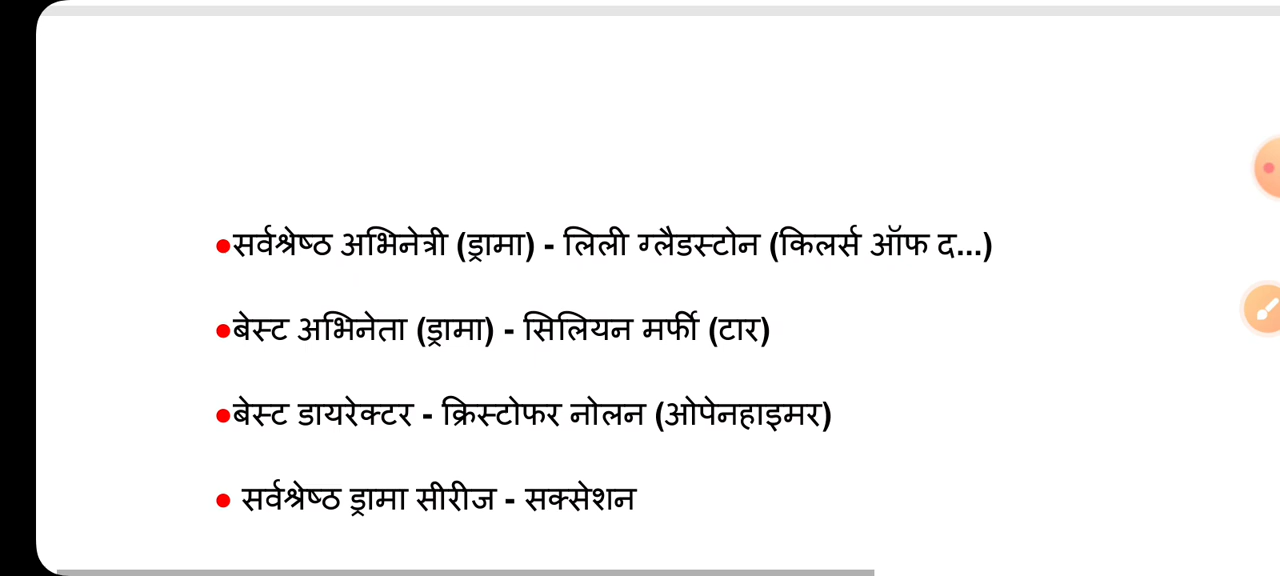 ●सर्वश्रेष्ठ अभिनेत्री (ड्रामा) - लिली ग्लैडस्टोन (किलर्स ऑफ द...)
●बेस्ट अभिनेता (ड्रामा) - सिलियन मर्फी (टार)
●बेस्ट डायरेक्टर - क्रिस्टोफर नोलन (ओपेनहाइमर)
● सर्वश्रेष्ठ ड्रामा सीरीज - सक्सेशन